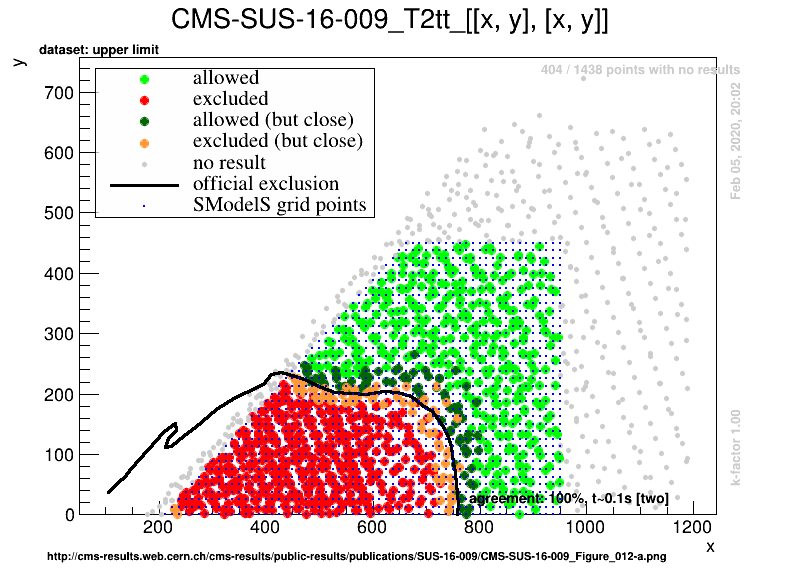 CMS-SUS-16-009_T2tt_[[x, y], [x, y]]
dataset: upper limit
y
404 / 1438 points with no results
allowed
excluded
allowed (but close)
excluded (but close)
no result
official exclusion
SModelS grid points
700
600
500
400
300
200
100
0
Feb 05, 2020, 20:02
k-factor 1.00
agreement: 100%, t~0.1s [two]
200 400 600 800 1000 1200
x
http://cms-results.web.cern.ch/cms-results/public-results/publications/SUS-16-009/CMS-SUS-16-009_Figure_012-a.png